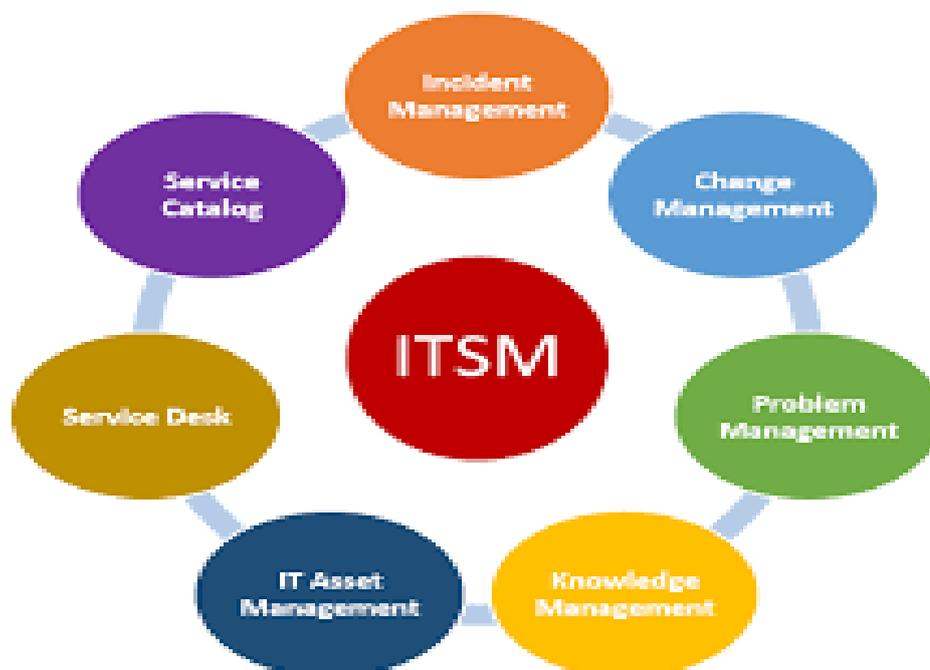 Incident
Management
Change
Management
Problem
Management
Knowledge
Management
IT Asset
Management
Service Desk
Service
Catalog
ITSM